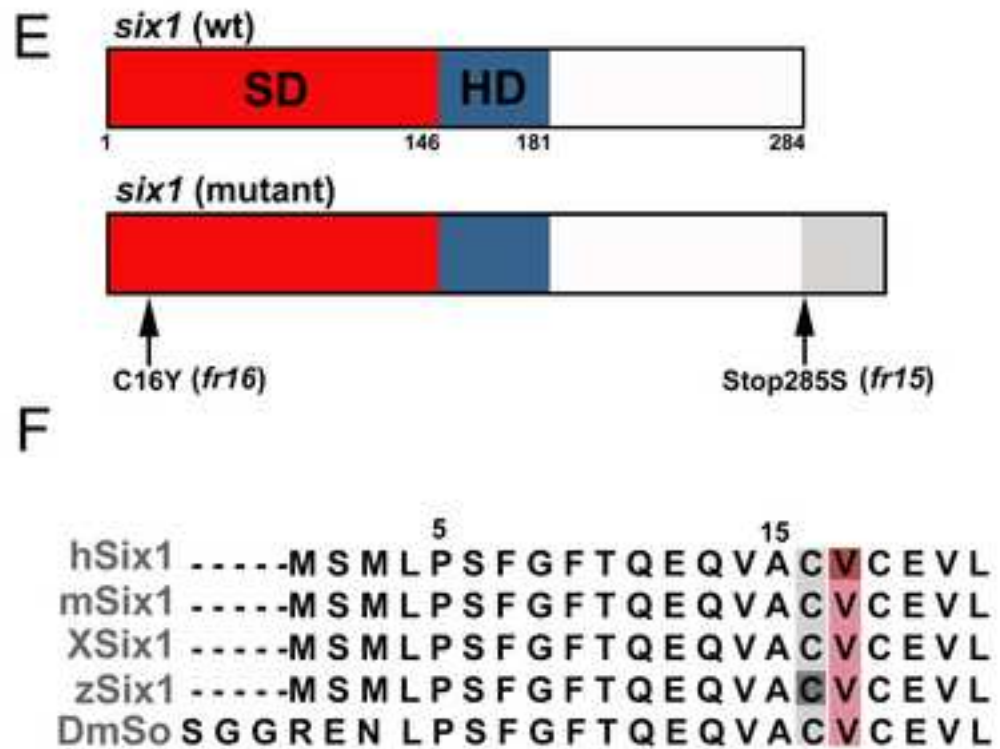 E
six1 (wt)
SD HD
1 146 181 284
six1 (mutant)
C16Y (fr16) Stop285S (fr15)
F
5 15
hSix1 - - - - - M S M L P S F G F T Q E Q V A C V C E V L
mSix1 - - - - - M S M L P S F G F T Q E Q V A C V C E V L
XSix1 - - - - - M S M L P S F G F T Q E Q V A C V C E V L
zSix1 - - - - - M S M L P S F G F T Q E Q V A C V C E V L
DmSo S G G R E N L P S F G F T Q E Q V A C V C E V L